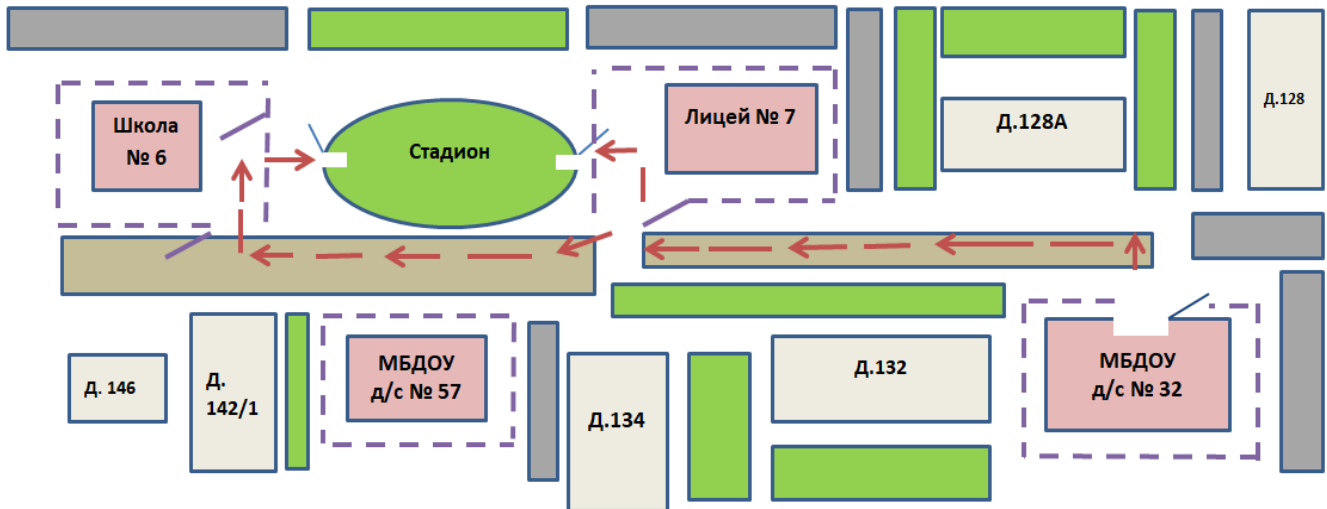 Школа
№ 6
Стадион
Лицей № 7
Д.128А
Д.128
Д. 146
Д.
142/1
МБДОУ
д/с № 57
Д.134
Д.132
МБДОУ
д/с № 32